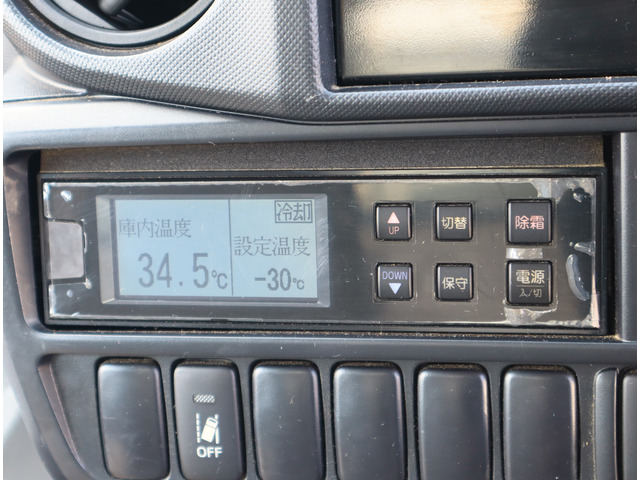 冷却
庫内温度
設定温度
34.5℃
-30℃
UP
切替
除霜
DOWN
保守
電源
入/切
OFF